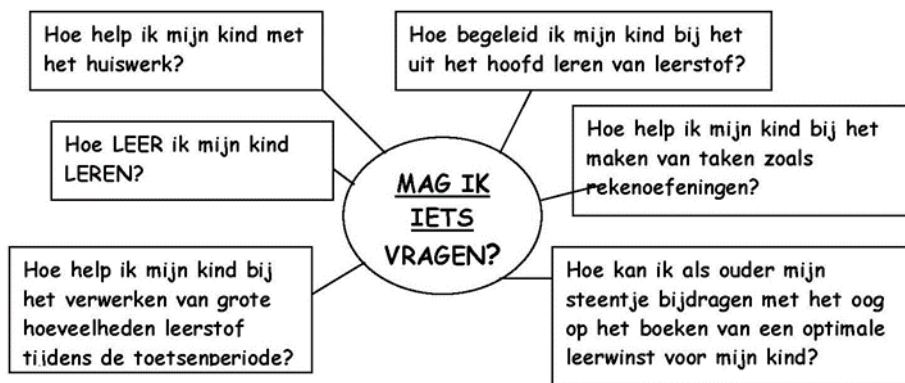 Hoe help ik mijn kind met
het huiswerk?
Hoe begeleid ik mijn kind bij het
uit het hoofd leren van leerstof?
Hoe LEER ik mijn kind
LEREN?
MAG IK
IETS
VRAGEN?
Hoe help ik mijn kind bij het
maken van taken zoals
rekenoefeningen?
Hoe help ik mijn kind bij
het verwerken van grote
hoeveelheden leerstof
tijdens de toetsenperiode?
Hoe kan ik als ouder mijn
steentje bijdragen met het oog
op het boeken van een optimale
leerwinst voor mijn kind?